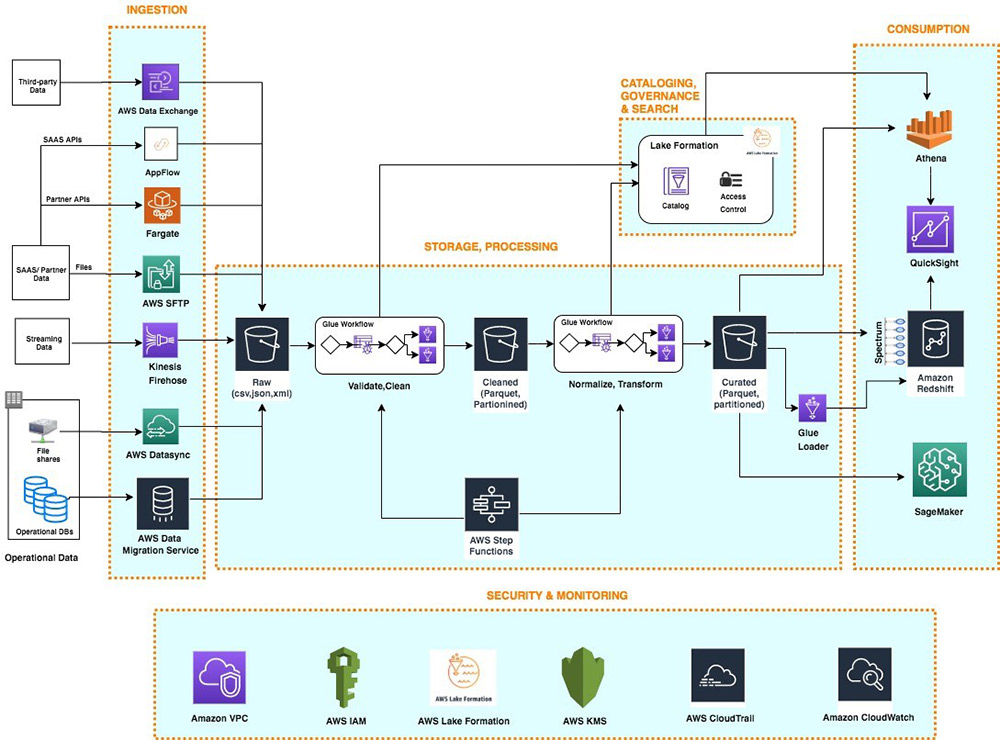 INGESTION
Third-party
Data
AWS Data Exchange
SAAS APIs
AppFlow
Partner APIs
Fargate
SAAS/ Partner
Data
Files
AWS SFTP
Streaming
Data
Kinesis
Firehose
File
shares
AWS Datasync
Operational DBs
Operational Data
AWS Data
Migration Service
STORAGE, PROCESSING
Raw
(csv,json,xml)
Glue Workflow
Validate,Clean
Cleaned
(Parquet,
Partionined)
Glue Workflow
Normalize, Transform
Curated
(Parquet,
partitioned)
Glue
Loader
AWS Step
Functions
CATALOGING,
GOVERNANCE
& SEARCH
Lake Formation
AWS Lake Formation
Catalog
Access
Control
CONSUMPTION
Athena
QuickSight
Spectrum
Amazon
Redshift
SageMaker
SECURITY & MONITORING
Amazon VPC
AWS IAM
AWS Lake Formation
AWS Lake Formation
AWS KMS
AWS CloudTrail
Amazon CloudWatch